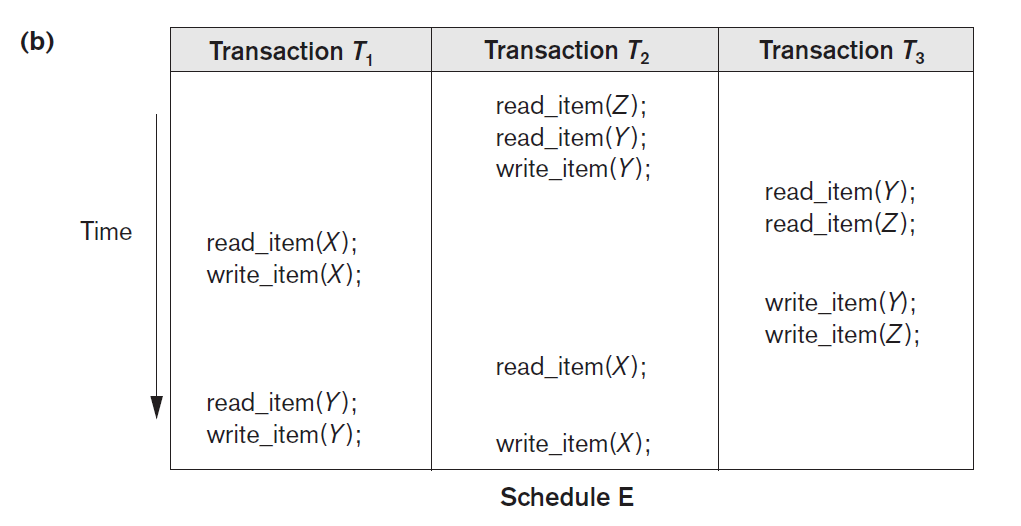 (b)
Transaction T1 Transaction T2 Transaction T3
read_item(Z);
read_item(Y);
write_item(Y);
read_item(Y);
read_item(Z);
Time
read_item(X);
write_item(X);
write_item(Y);
write_item(Z);
read_item(X);
read_item(Y);
write_item(Y);
write_item(X);
Schedule E